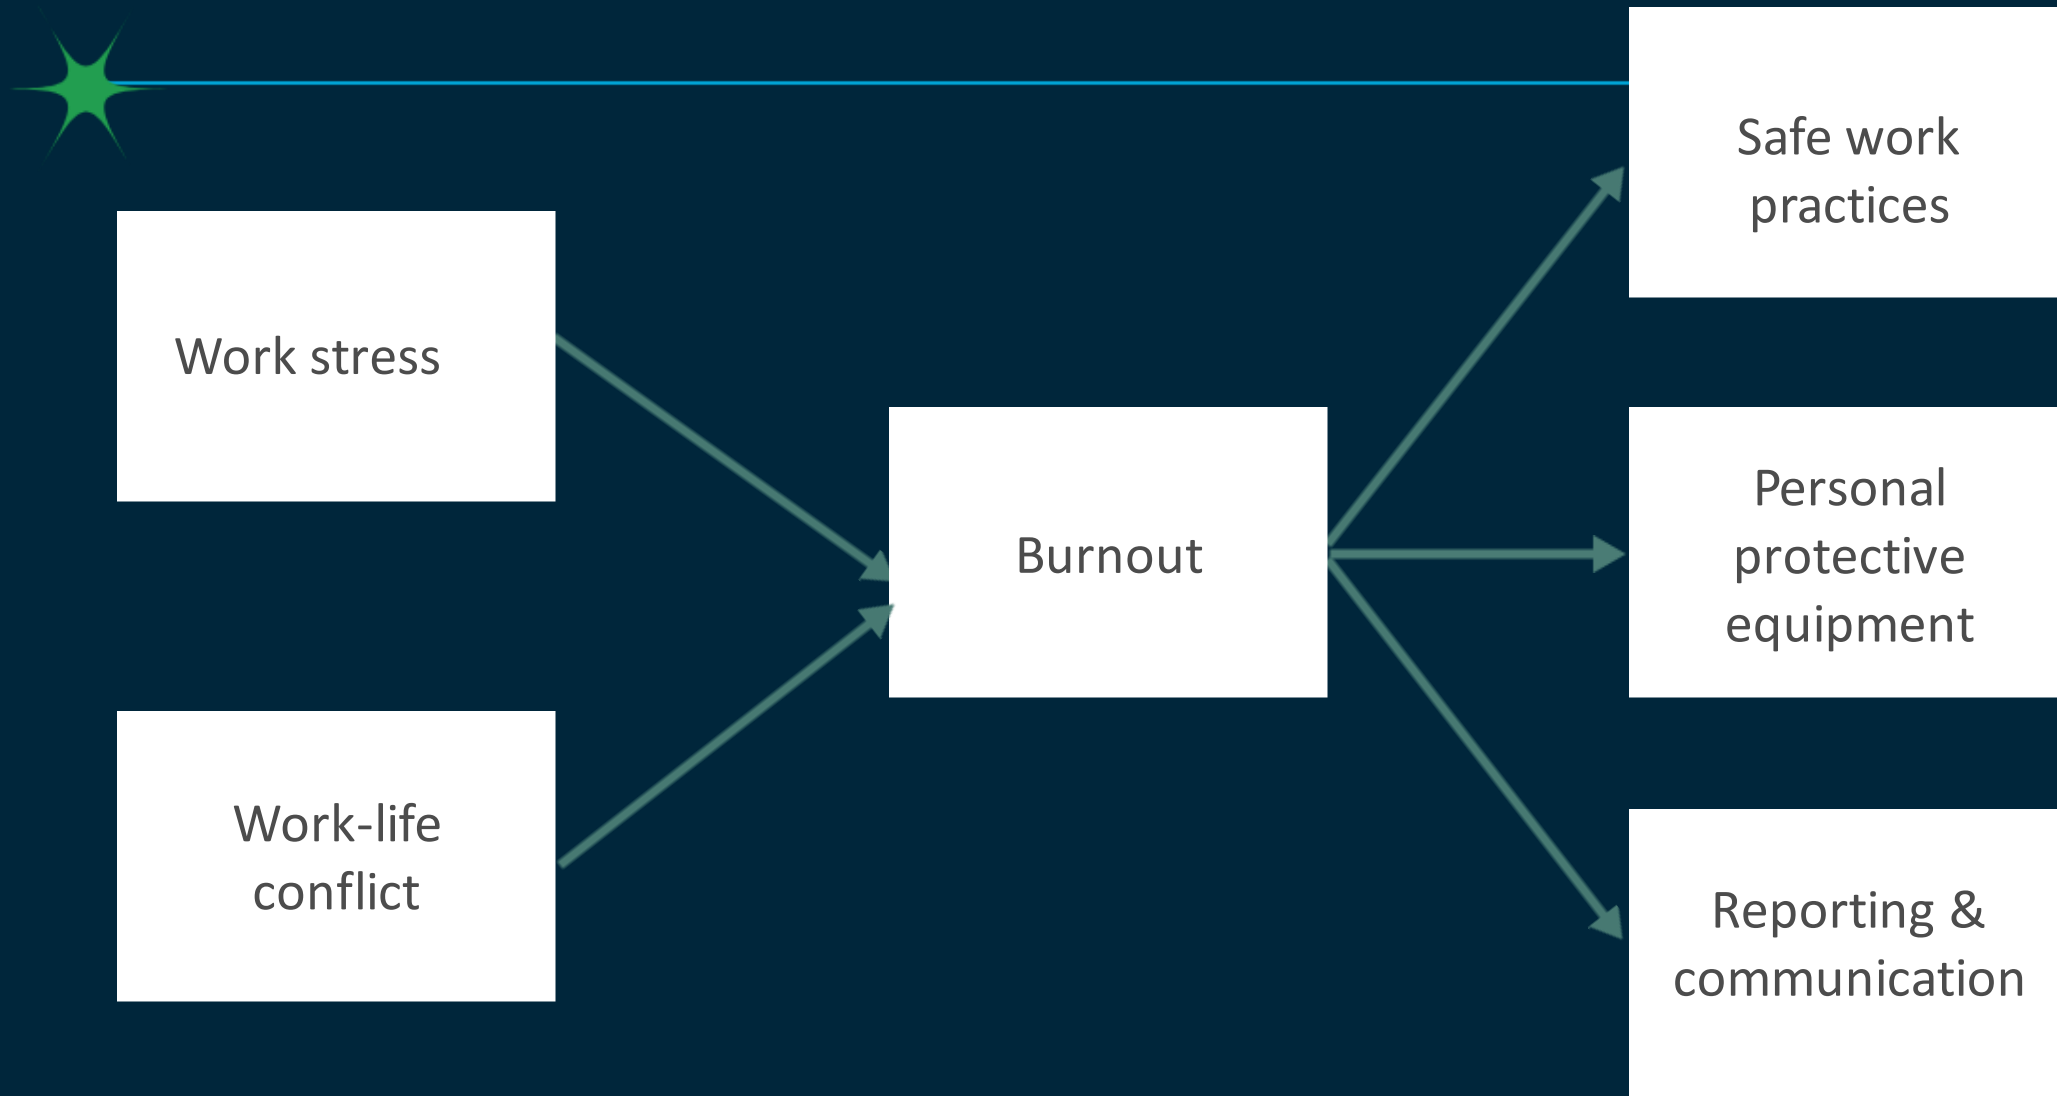 Safe work
practices
Work stress
Burnout
Personal
protective
equipment
Work-life
conflict
Reporting &
communication